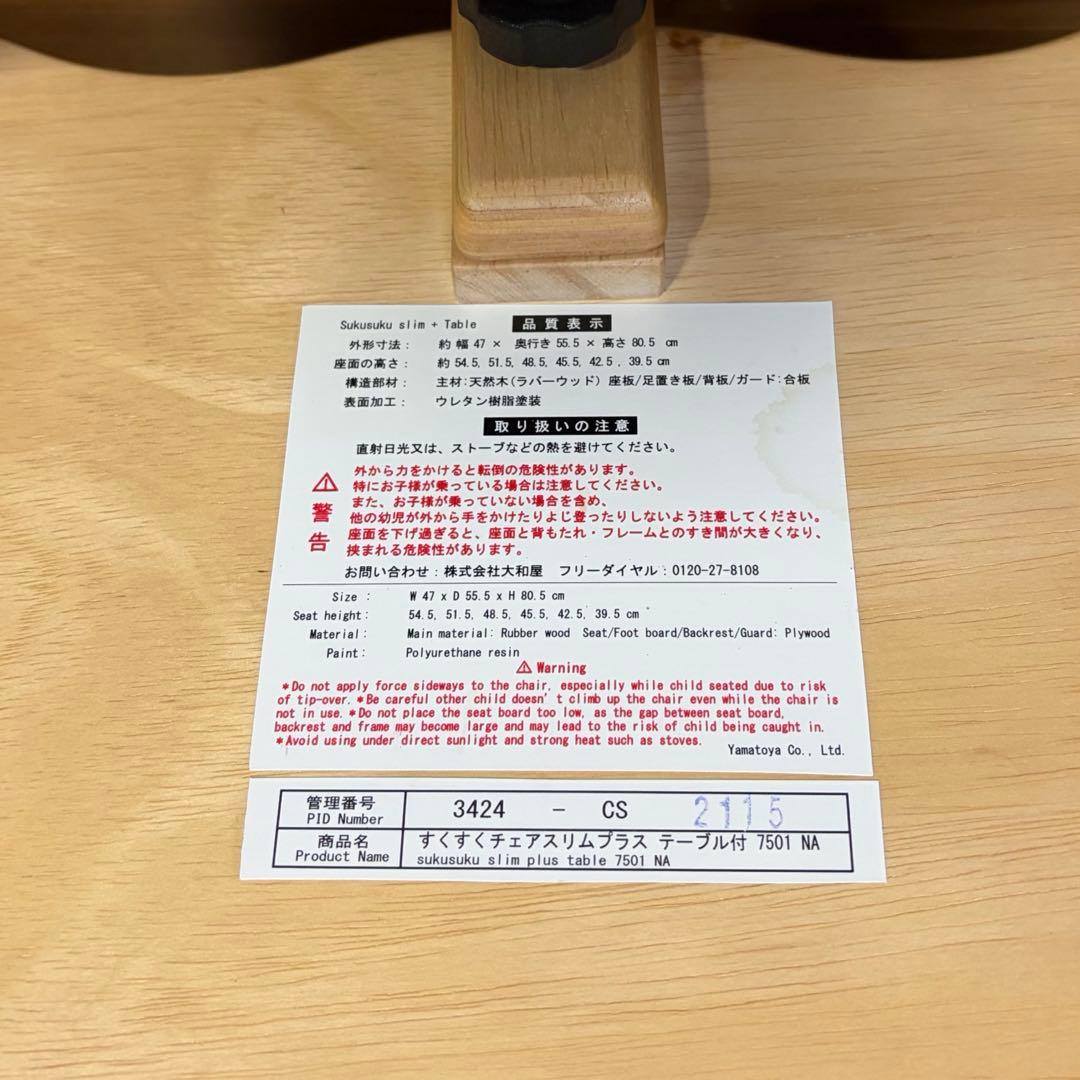 Sukusuku slim + Table 品質表示
外形寸法： 約 幅 47 × 奥行き 55.5 × 高さ 80.5 cm
座面の高さ： 約 54.5, 51.5, 48.5, 45.5, 42.5 , 39.5 cm
構造部材： 主材:天然木(ラバーウッド) 座板/足置き板/背板/ガード:合板
表面加工： ウレタン樹脂塗装
取り扱いの注意
直射日光又は、ストーブなどの熱を避けてください。
外から力をかけると転倒の危険性があります。
特にお子様が乗っている場合は注意してください。
また、お子様が乗っていない場合を含め、
他の幼児が外から手をかけたりよじ登ったりしないよう注意してください。
座面を下げ過ぎると、座面と背もたれ・フレームとのすき間が大きくなり、
挟まれる危険性があります。
⚠警告
お問い合わせ：株式会社大和屋 フリーダイヤル：0120-27-8108
Size : W 47 x D 55.5 x H 80.5 cm
Seat height: 54.5, 51.5, 48.5, 45.5, 42.5, 39.5 cm
Material: Main material: Rubber wood Seat/Foot board/Backrest/Guard: Plywood
Paint: Polyurethane resin
⚠ Warning
*Do not apply force sideways to the chair, especially while child seated due to risk
of tip-over. *Be careful other child doesn't climb up the chair even while the chair is
not in use. *Do not place the seat board too low, as the gap between seat board,
backrest and frame may become large and may lead to the risk of child being caught in.
*Avoid using under direct sunlight and strong heat such as stoves.
Yamatoya Co., Ltd.
管理番号 3424 - CS 2115
PID Number
商品名 すくすくチェアスリムプラス テーブル付 7501 NA
Product Name sukusuku slim plus table 7501 NA